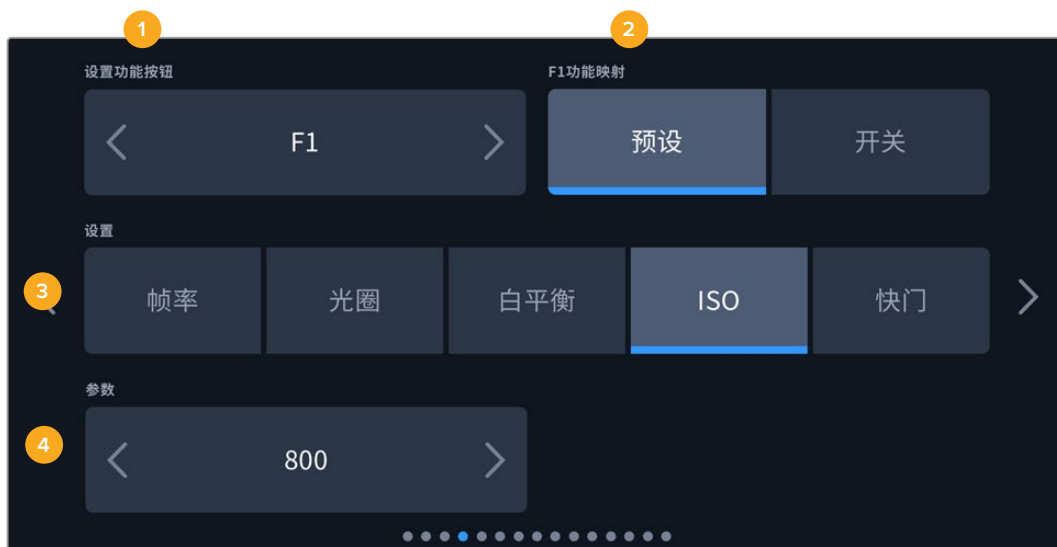 1
2
设置功能按钮
F1功能映射
F1
预设
开关
设置
3
帧率
光圈
白平衡
ISO
快门
参数
4
800